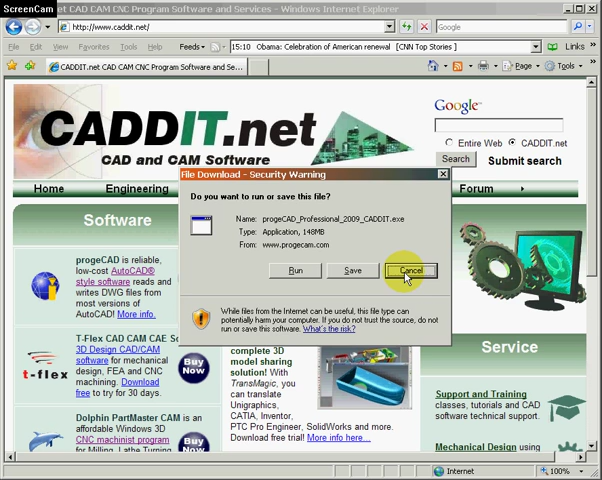 ScreenCam
et CAD CAM CNC Program Software and Services - Windows Internet Explorer
http://www.caddit.net/
Google
File Edit View Favorites Tools Help
Feeds
15:10 Obama: Celebration of American renewal [CNN Top Stories ]
Links
CADDIT.net CAD CAM CNC Program Software and Se...
Page
Tools
CADDIT.net
CAD and CAM Software
Google
Entire Web CADDIT.net
Search Submit search
Home Engineering Forum
File Download - Security Warning
Do you want to run or save this file?
Name: progeCAD_Professional_2009_CADDIT.exe
Type: Application, 148MB
From: www.progecam.com
Run Save Cancel
While files from the Internet can be useful, this file type can
potentially harm your computer. If you do not trust the source, do not
run or save this software. What's the risk?
Software
progeCAD is reliable,
low-cost AutoCAD®
style software reads and
writes DWG files from
most versions of
AutoCAD! More info.
T-FLEX CAD CAM CAE So
3D Design CAD/CAM
software for mechanical
design, FEA and CNC
machining. Download
free to try for 30 days.
t-flex
Buy
Now
Dolphin PartMaster CAM is an
affordable Windows 3D
CNC machinist program
for Milling, Lathe Turning
Buy
Now
complete 3D
model sharing
solution! With
TransMagic, you
can translate
Unigraphics,
CATIA, Inventor,
PTC Pro Engineer, SolidWorks and more.
Download free trial! More info here...
Service
Support and Training
classes, tutorials and CAD
software technical support.
Mechanical Design using
Internet
100%